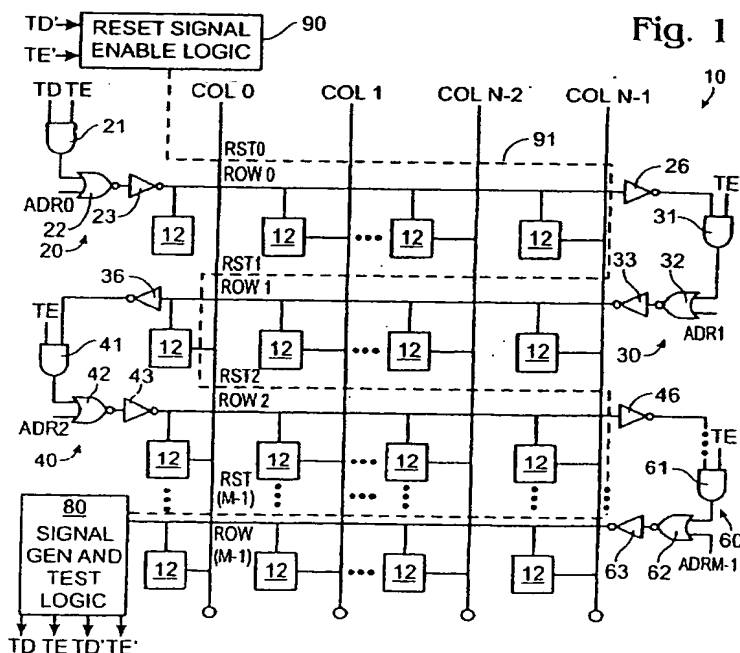 Fig. 1
TD'
TE'
RESET SIGNAL
ENABLE LOGIC
90
10
TD TE
COL 0
COL 1
COL N-2
COL N-1
21
RST0
91
26
TE
ROW 0
31
ADR0
22
23
20
12
12
12
12
RST1
36
ROW 1
33
32
TE
ADR1
30
41
12
12
12
12
42
43
RST2
ROW 2
46
ADR2
40
TE
12
12
12
12
61
RST
(M-1)
80
SIGNAL
GEN AND
TEST
LOGIC
ROW
(M-1)
60
63
62
ADRM-1
12
12
12
12
TD TE TD' TE'